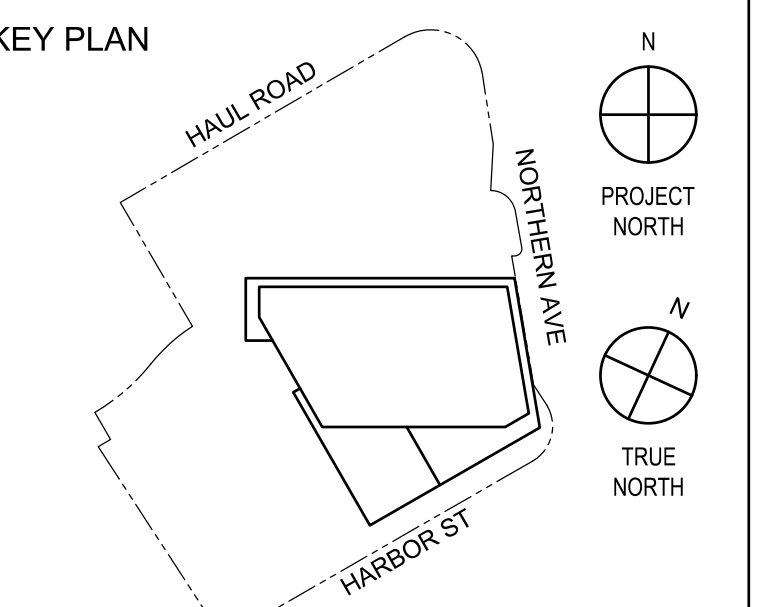 KEY PLAN
N
HAUL ROAD
NORTHERN AVE
PROJECT
NORTH
N
TRUE
NORTH
HARBOR ST